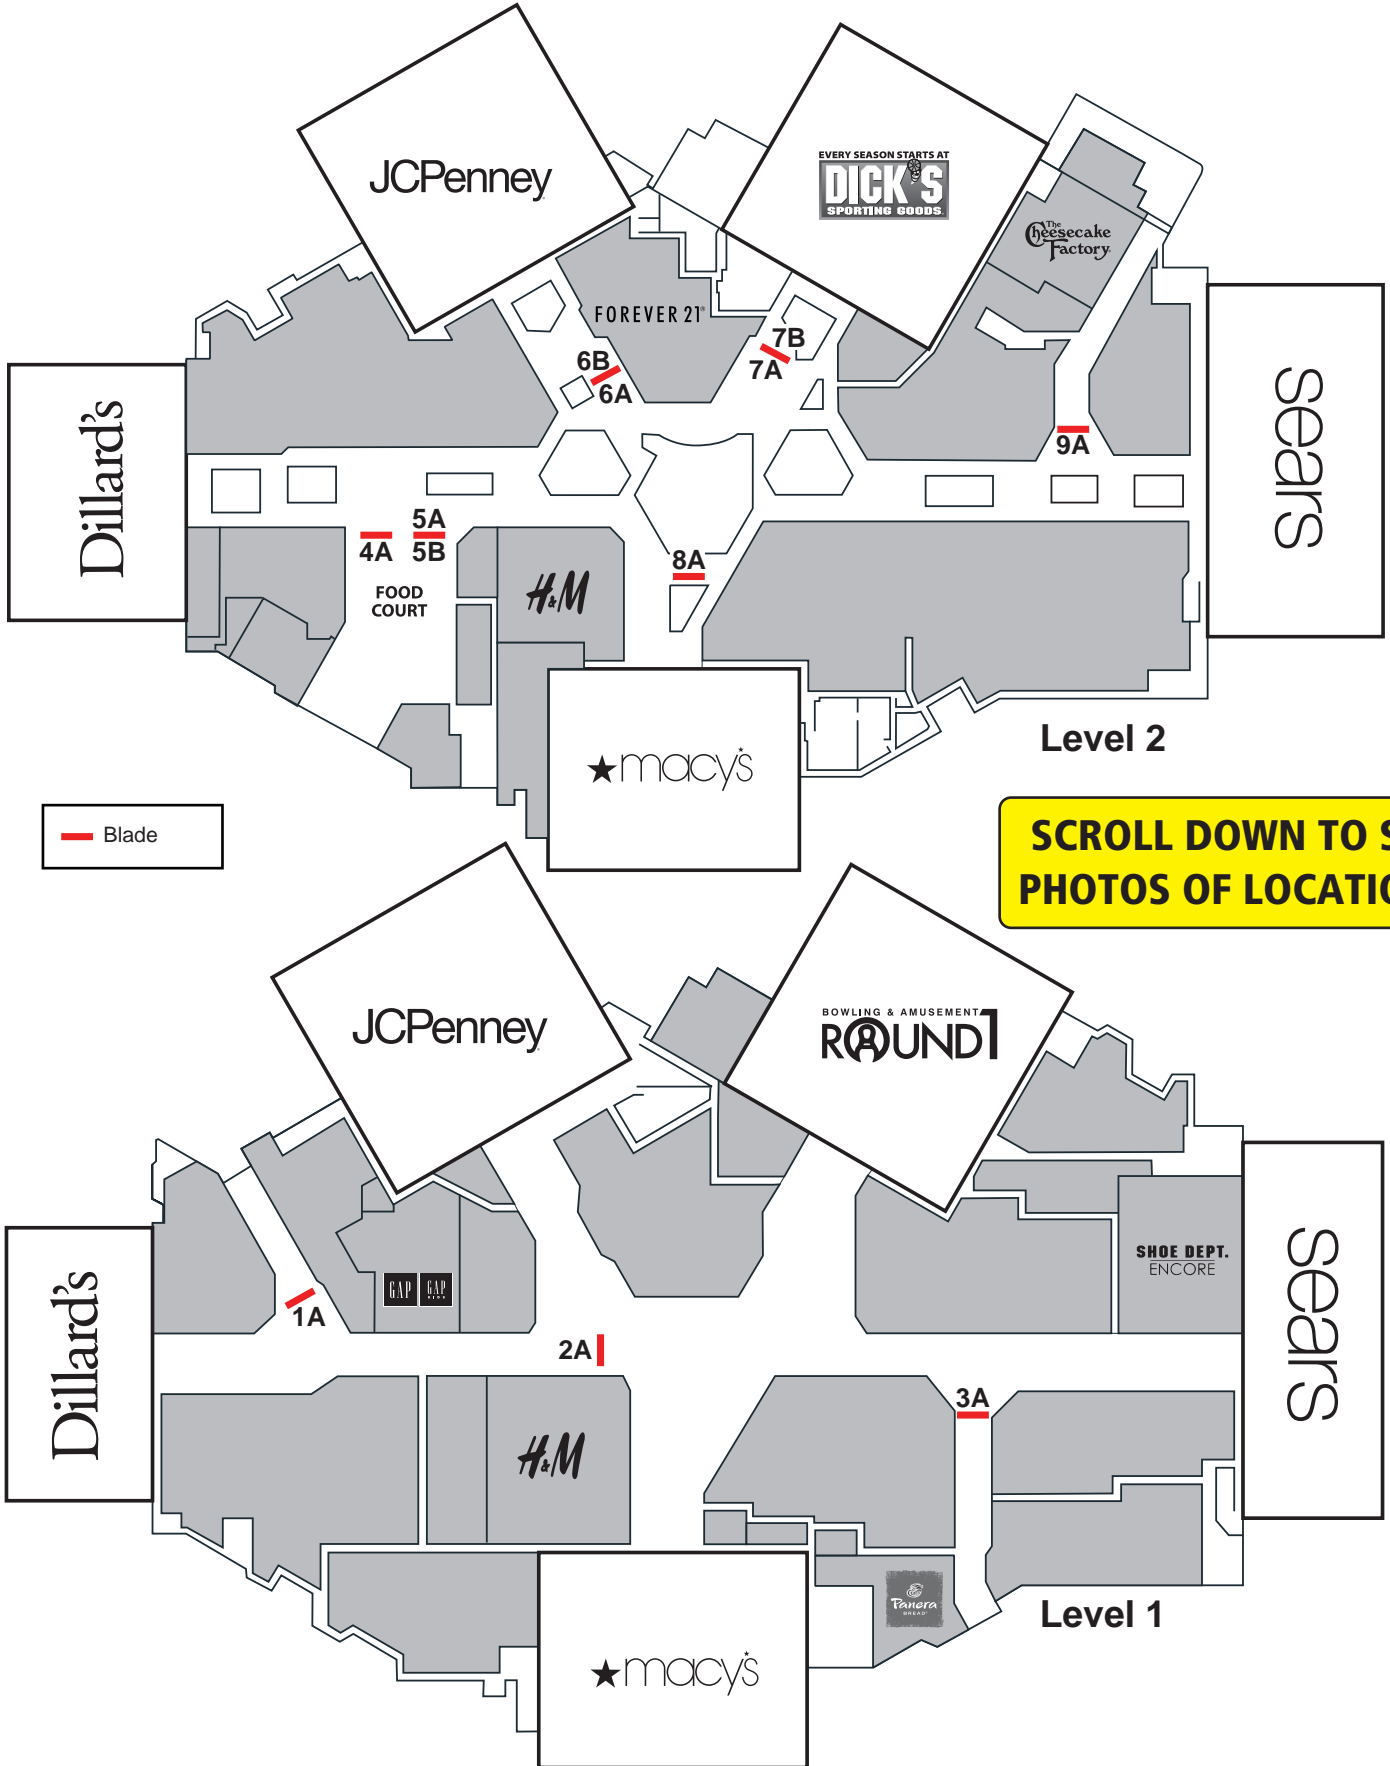 JCPenney
EVERY SEASON STARTS AT
DICK'S
SPORTING GOODS
The
Cheesecake
Factory
FOREVER 21
7B
7A
6B
6A
Dillard's
sears
9A
5A
4A
5B
8A
FOOD
COURT
H&M
Level 2
macy's
Blade
SCROLL DOWN TO S
PHOTOS OF LOCATIO
JCPenney
BOWLING & AMUSEMENT
ROUND1
SHOE DEPT.
ENCORE
Dillard's
sears
GAP
GAP
KIDS
1A
2A
3A
H&M
Panera
BREAD
Level 1
macy's